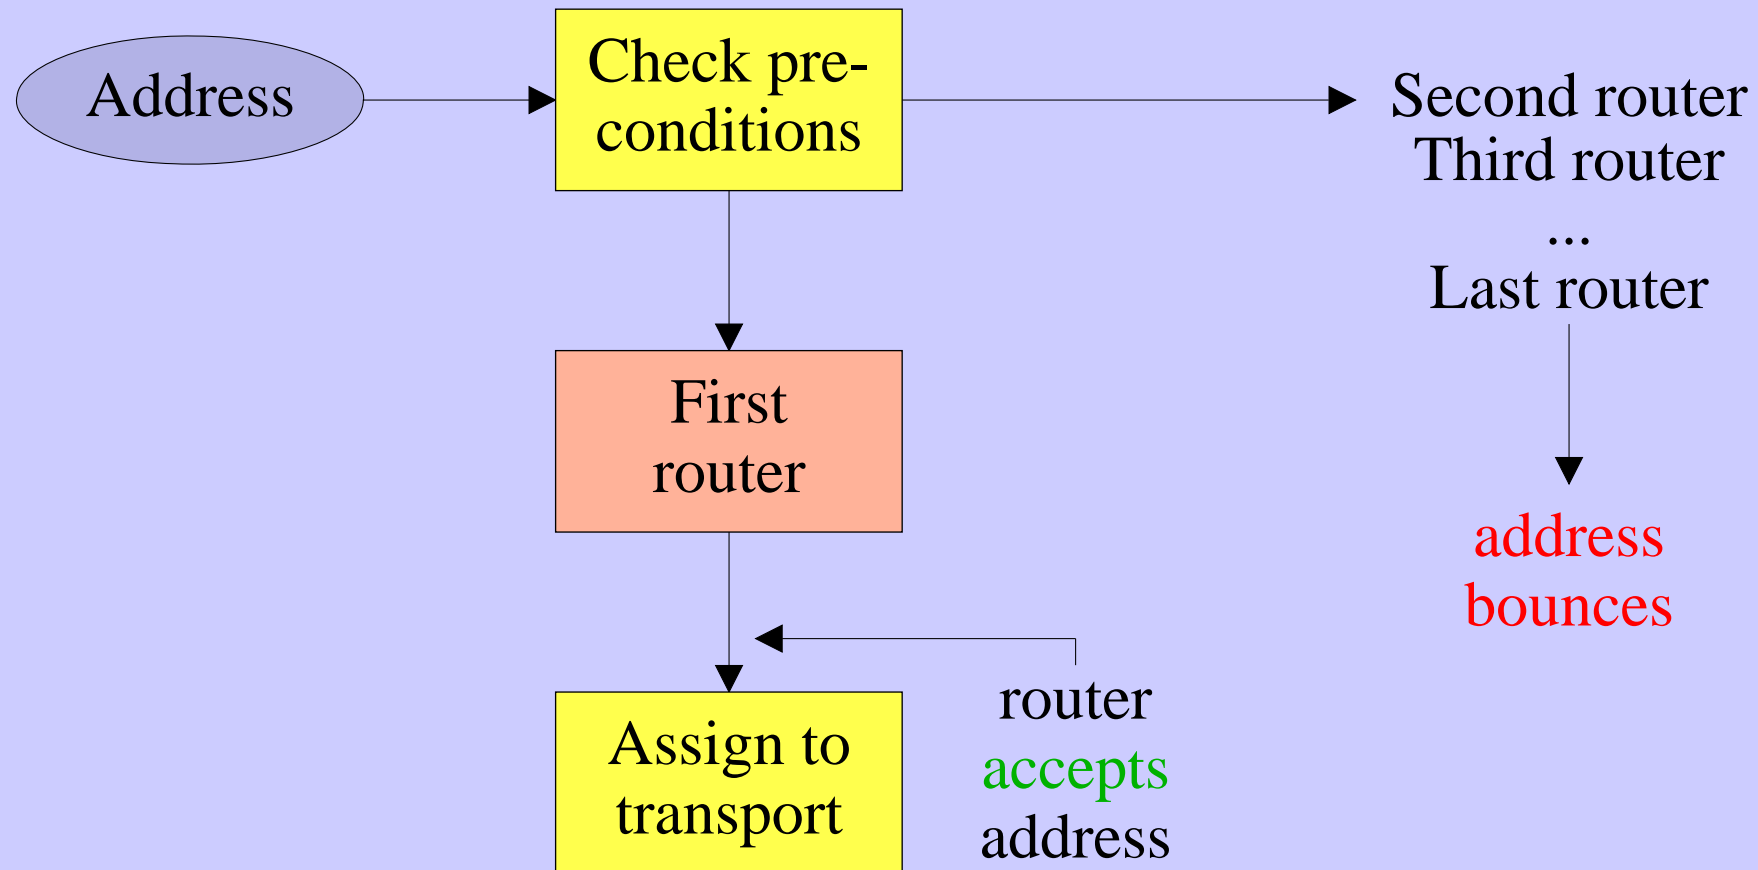 Address
Check pre-
conditions
Second router
Third router
...
Last router
First
router
address
bounces
router
accepts
address
Assign to
transport